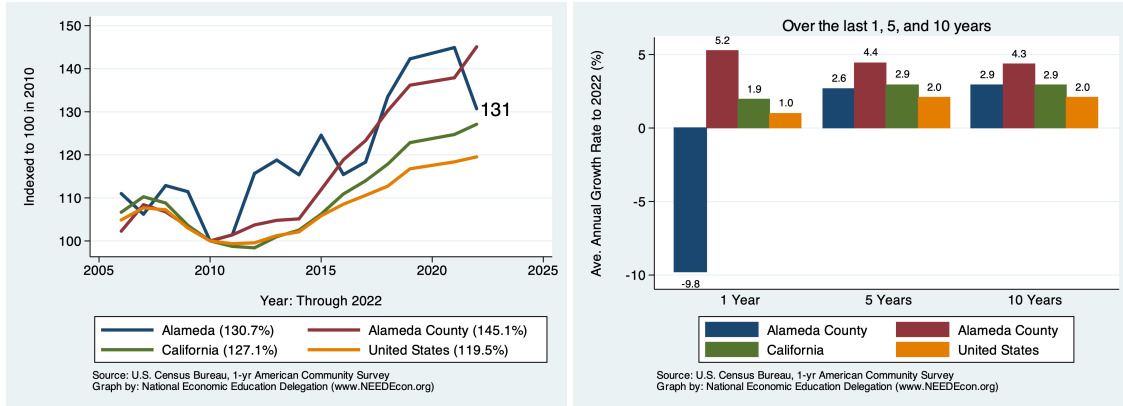 150
140
130
120
110
100
Indexed to 100 in 2010
131
2005
2010
2015
2020
2025
Year: Through 2022
Alameda (130.7%)
Alameda County (145.1%)
California (127.1%)
United States (119.5%)
Source: U.S. Census Bureau, 1-yr American Community Survey
Graph by: National Economic Education Delegation (www.NEEDEcon.org)
Over the last 1, 5, and 10 years
Ave. Annual Growth Rate to 2022 (%)
5
0
-5
-10
-9.8
5.2
1.9
1.0
2.6
4.4
2.9
2.0
2.9
4.3
2.9
2.0
1 Year
5 Years
10 Years
Alameda County
Alameda County
California
United States
Source: U.S. Census Bureau, 1-yr American Community Survey
Graph by: National Economic Education Delegation (www.NEEDEcon.org)